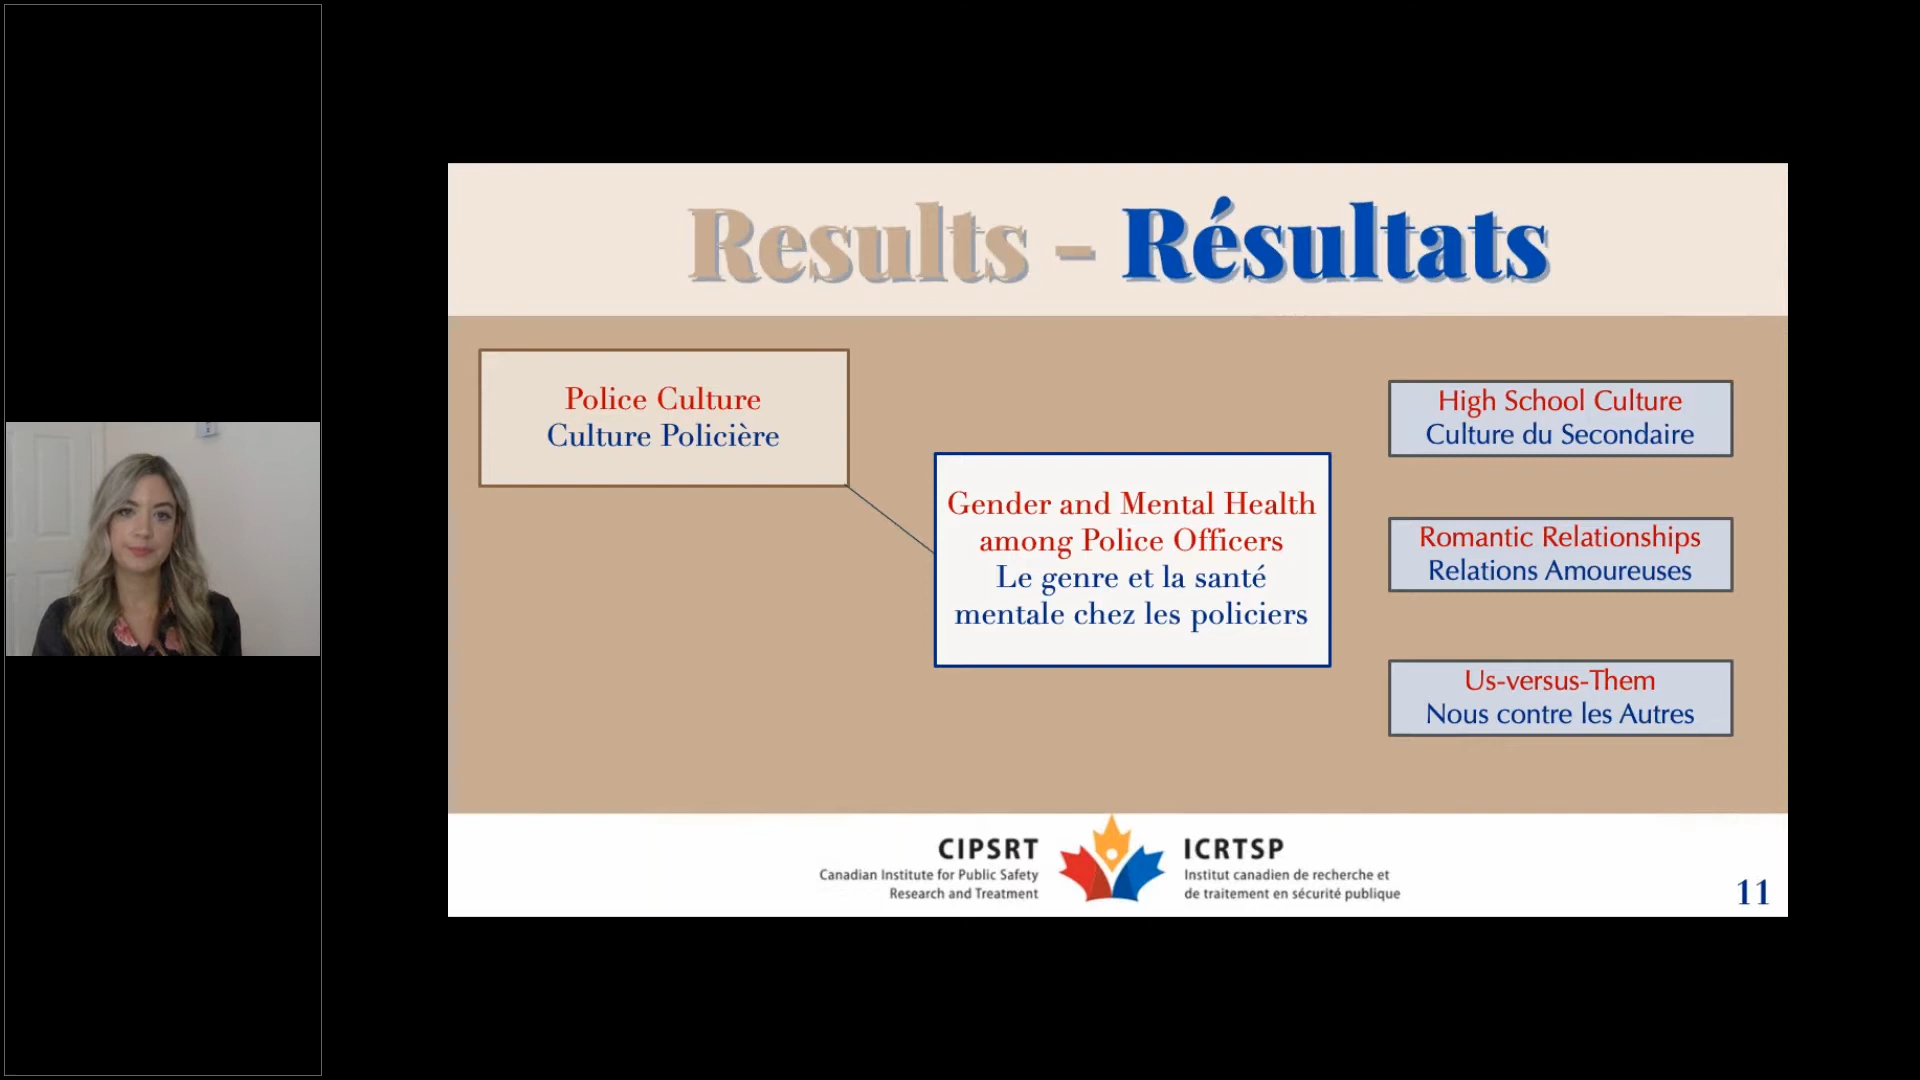 Results - Résultats
Police Culture
Culture Policière
Gender and Mental Health
among Police Officers
Le genre et la santé
mentale chez les policiers
High School Culture
Culture du Secondaire
Romantic Relationships
Relations Amoureuses
Us-versus-Them
Nous contre les Autres
CIPSRT
Canadian Institute for Public Safety
Research and Treatment
ICRTSP
Institut canadien de recherche et
de traitement en sécurité publique
11